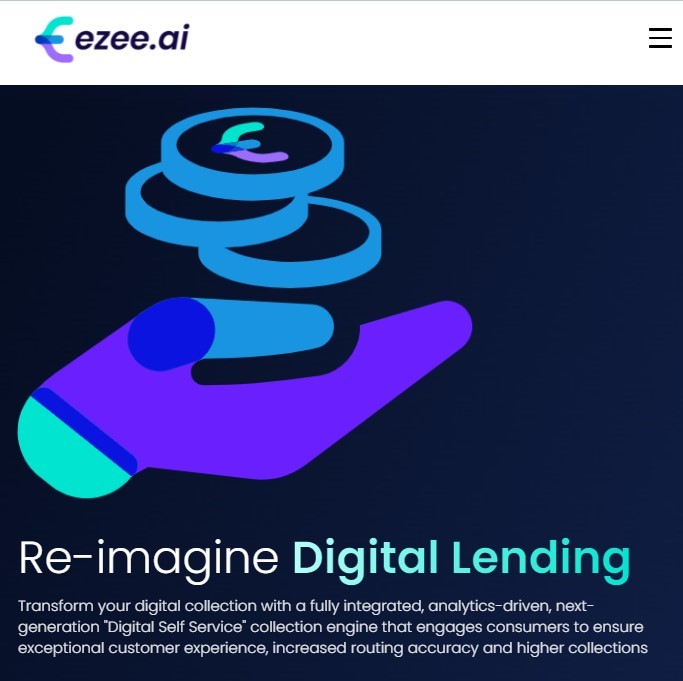 ezee.ai
Re-imagine Digital Lending
Transform your digital collection with a fully integrated, analytics-driven, next-
generation "Digital Self Service" collection engine that engages consumers to ensure
exceptional customer experience, increased routing accuracy and higher collections